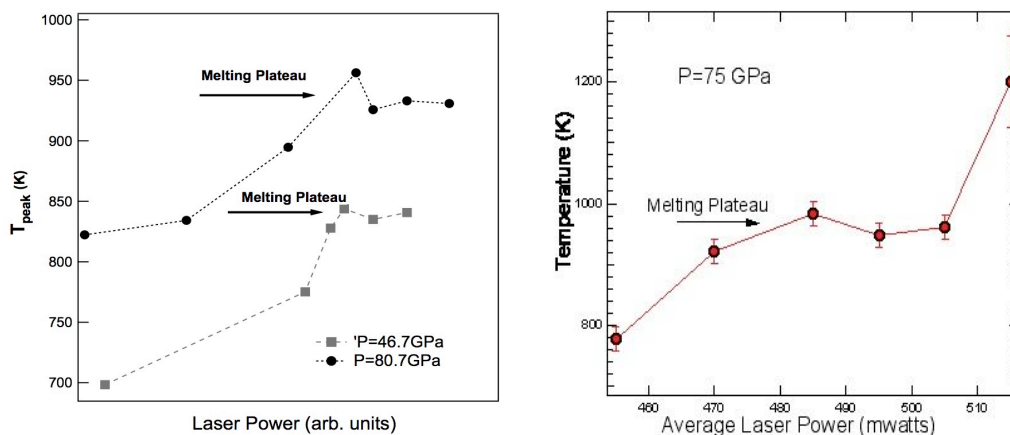 1000
950
900
850
800
750
700
T_peak (K)
Melting Plateau
Melting Plateau
'P=46.7GPa
P=80.7GPa
Laser Power (arb. units)
1200
1000
800
Temperature (K)
P=75 GPa
Melting Plateau
460 470 480 490 500 510
Average Laser Power (mwatts)